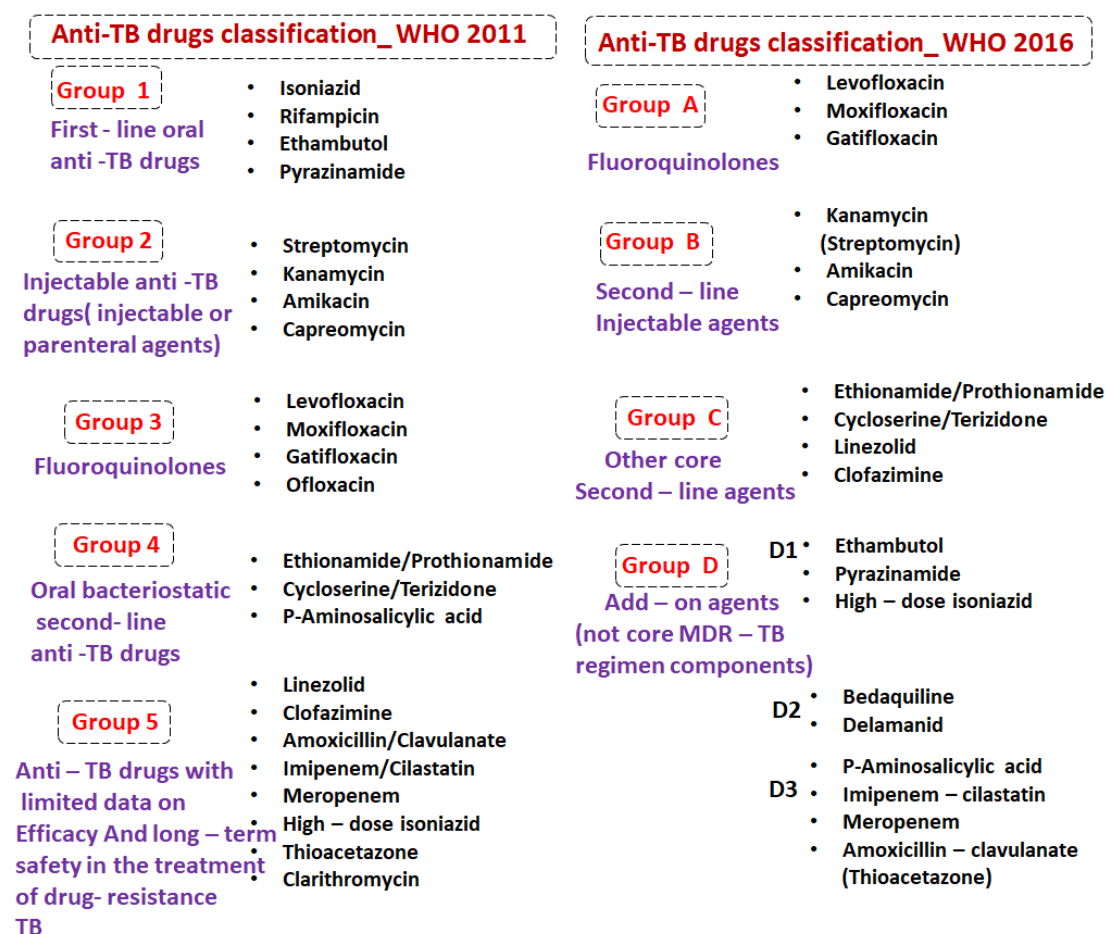 Anti-TB drugs classification_ WHO 2011
Group 1
First - line oral
anti -TB drugs
• Isoniazid
• Rifampicin
• Ethambutol
• Pyrazinamide
Group 2
Injectable anti -TB
drugs( injectable or
parenteral agents)
• Streptomycin
• Kanamycin
• Amikacin
• Capreomycin
Group 3
Fluoroquinolones
• Levofloxacin
• Moxifloxacin
• Gatifloxacin
• Ofloxacin
Group 4
Oral bacteriostatic
second- line
anti -TB drugs
• Ethionamide/Prothionamide
• Cycloserine/Terizidone
• P-Aminosalicylic acid
Group 5
Anti – TB drugs with
limited data on
Efficacy And long – term
safety in the treatment
of drug- resistance
TB
• Linezolid
• Clofazimine
• Amoxicillin/Clavulanate
• Imipenem/Cilastatin
• Meropenem
• High – dose isoniazid
• Thioacetazone
• Clarithromycin
Anti-TB drugs classification_ WHO 2016
Group A
Fluoroquinolones
• Levofloxacin
• Moxifloxacin
• Gatifloxacin
Group B
Second – line
Injectable agents
• Kanamycin
(Streptomycin)
• Amikacin
• Capreomycin
Group C
Other core
Second – line agents
• Ethionamide/Prothionamide
• Cycloserine/Terizidone
• Linezolid
• Clofazimine
Group D
Add – on agents
(not core MDR – TB
regimen components)
D1
• Ethambutol
• Pyrazinamide
• High – dose isoniazid
D2
• Bedaquiline
• Delamanid
D3
• P-Aminosalicylic acid
• Imipenem – cilastatin
• Meropenem
• Amoxicillin – clavulanate
(Thioacetazone)